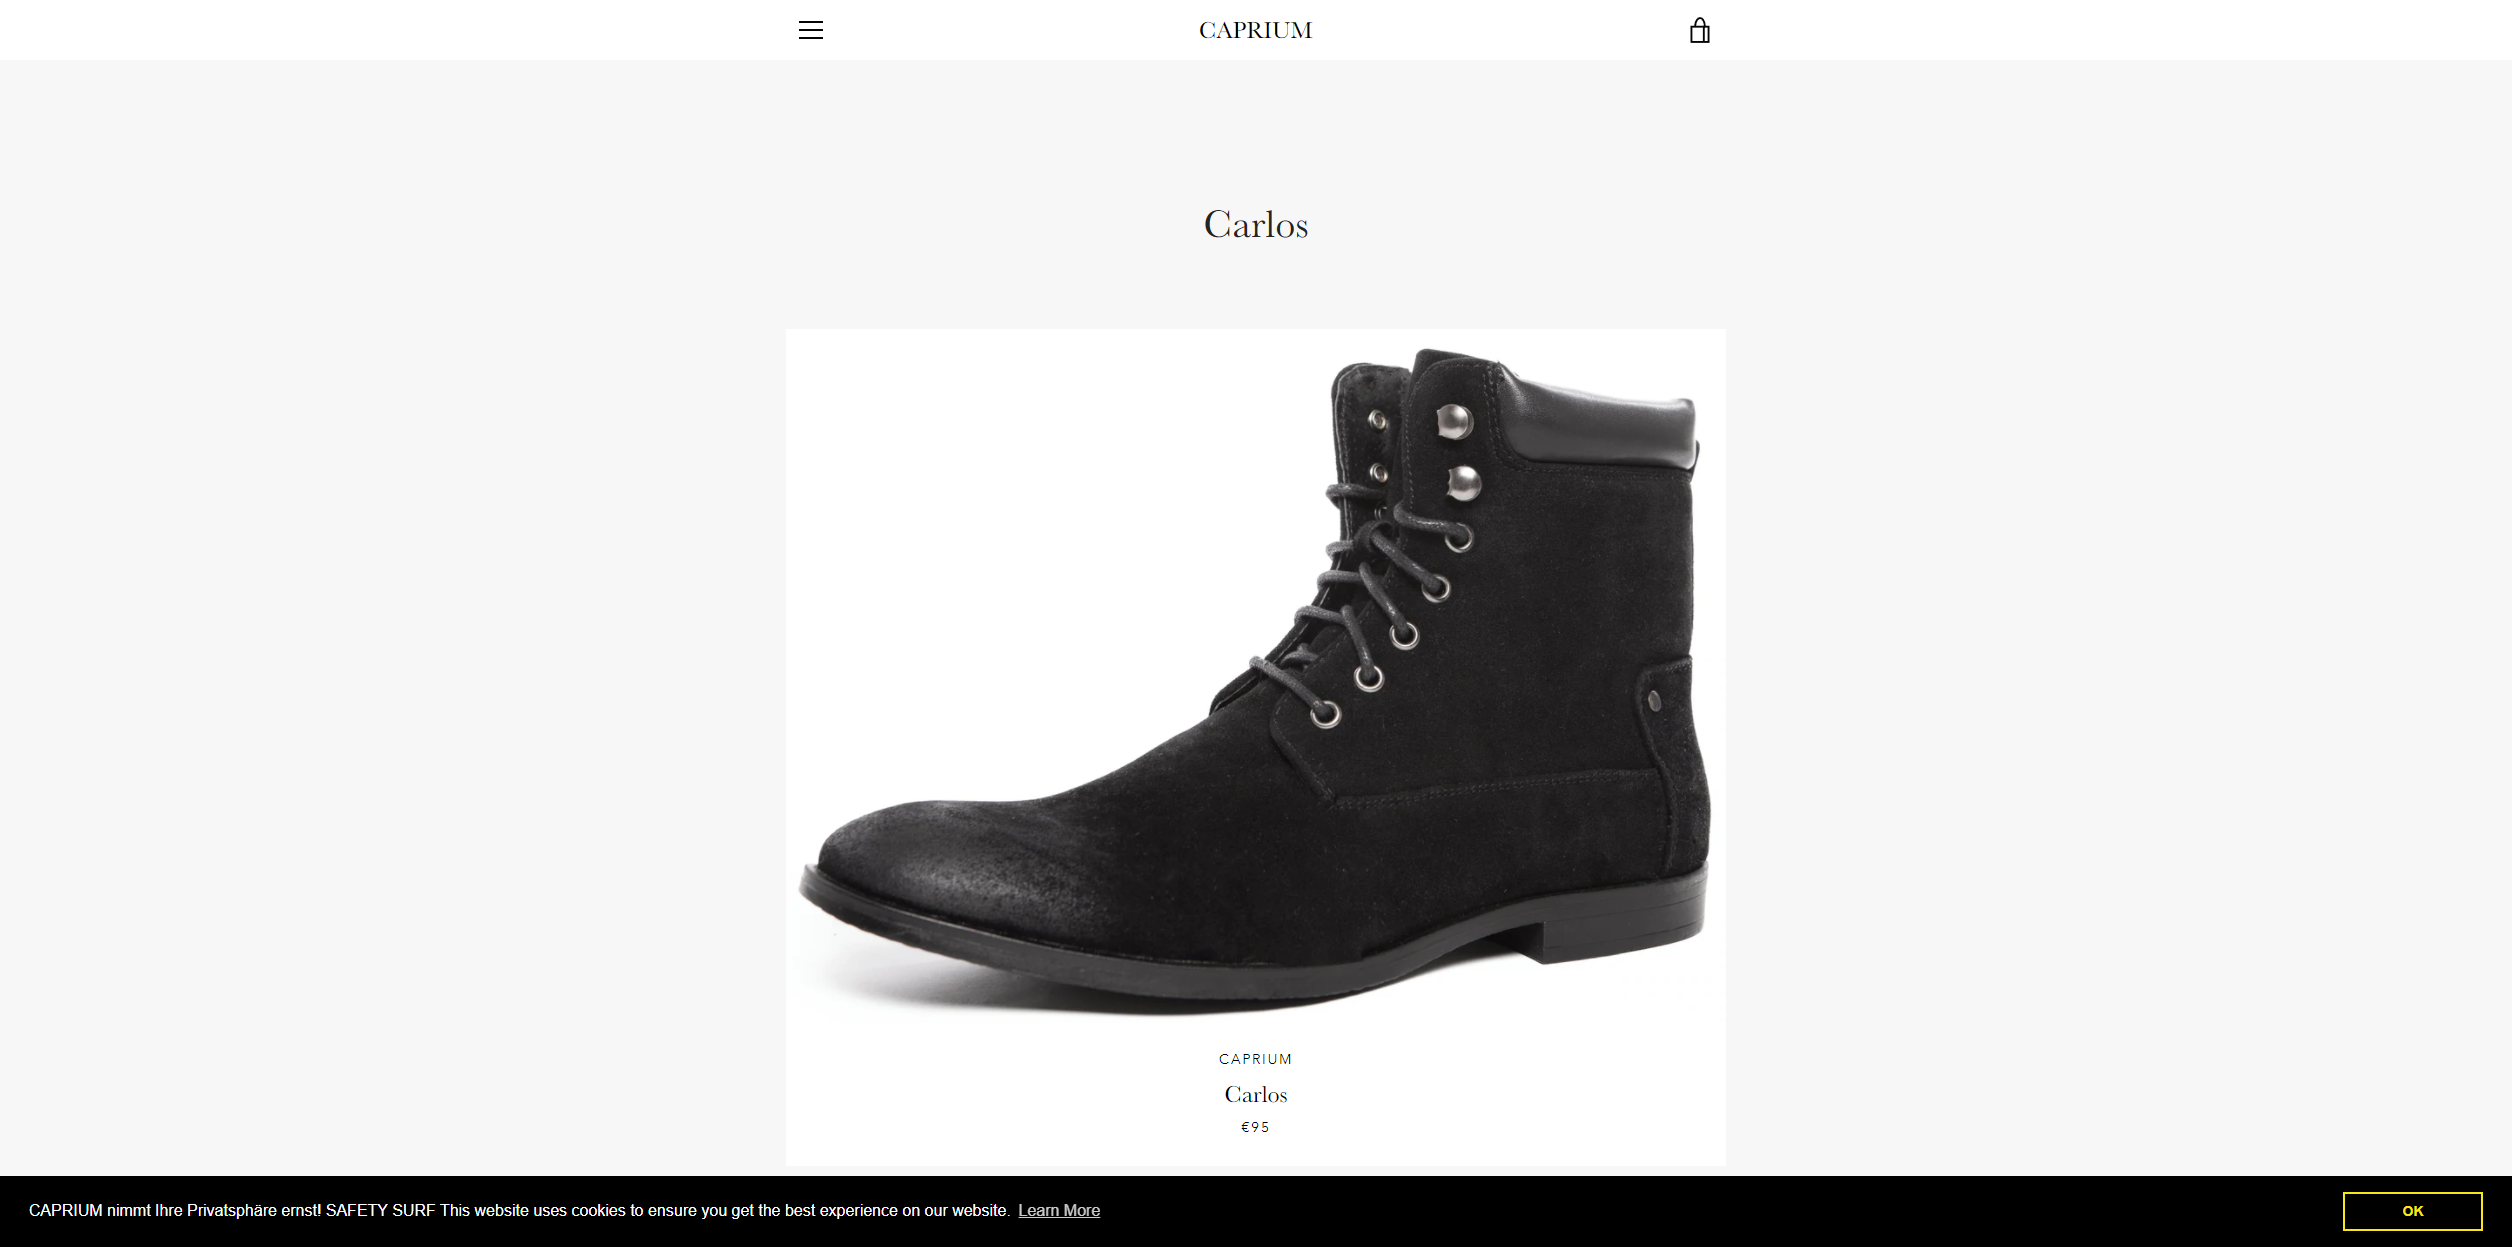 CAPRIUM
Carlos
CAPRIUM
Carlos
€95
CAPRIUM nimmt Ihre Privatsphäre ernst! SAFETY SURF This website uses cookies to ensure you get the best experience on our website. Learn More
OK